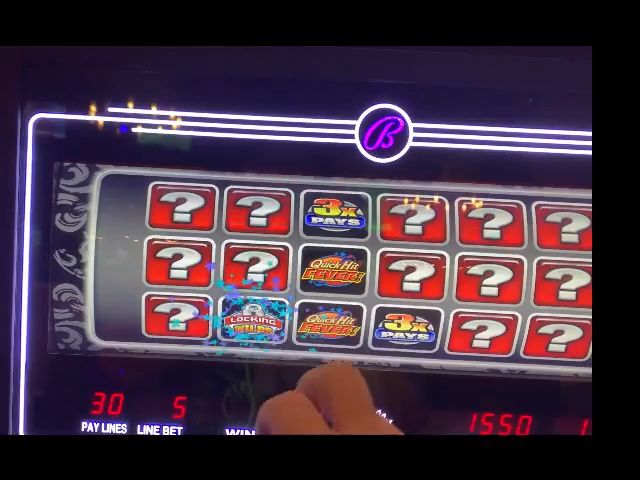 B
? ? 3x PAYS ? ? ?
? ? Quick Hit FEVER! ? ? ?
? LOCKING WILDS Quick Hit FEVER! 3x PAYS ? ?
30 5 1550
PAY LINES LINE BET WIN